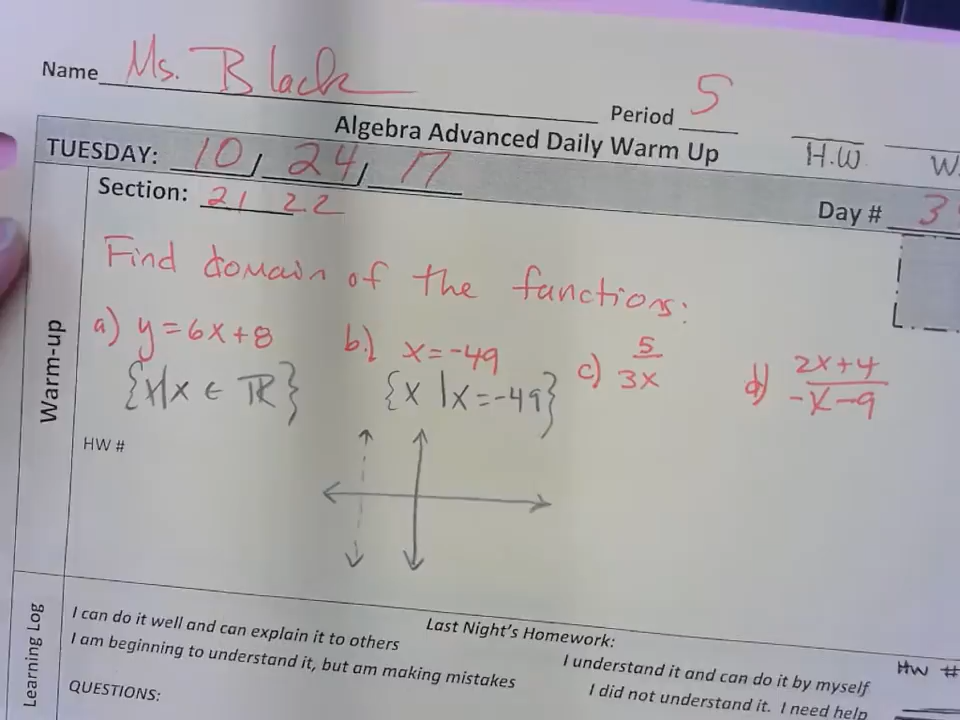 Name Ms. Black
Period 5
Algebra Advanced Daily Warm Up
H.W.
TUESDAY: 10, 24, 17
Section: 21 22
Day # 3
Find domain of the functions:
a) y = 6x + 8
b.) x = -49
c) 5/3x
d) 2x+4/-x-9
{x|x ∈ ℝ}
{x | x = -49}
Warm-up
HW #
Learning Log
I can do it well and can explain it to others
I am beginning to understand it, but am making mistakes
QUESTIONS:
Last Night's Homework:
I understand it and can do it by myself
I did not understand it. I need help
HW #